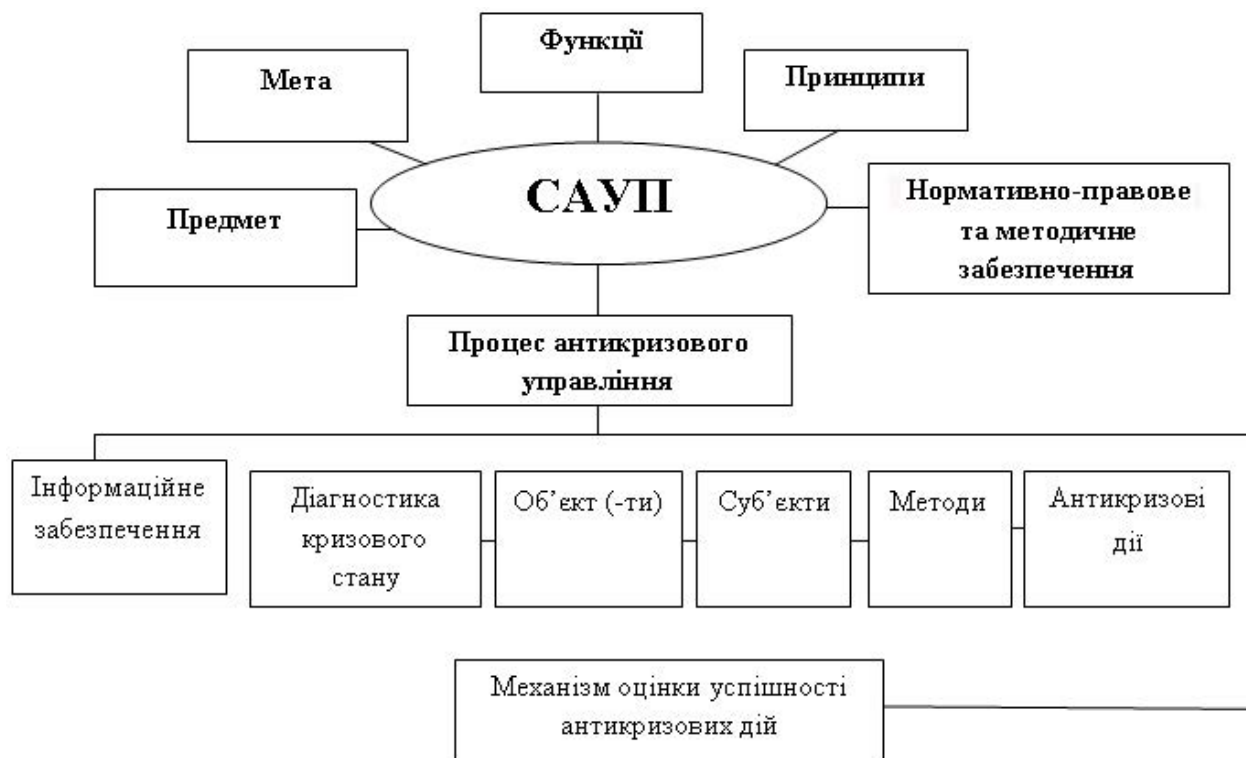 Функції
Мета
Принципи
САУП
Предмет
Нормативно-правове
та методичне
забезпечення
Процес антикризового
управління
Інформаційне
забезпечення
Діагностика
кризового
стану
Об’єкт (-ти)
Суб’єкти
Методи
Антикризові
дії
Механізм оцінки успішності
антикризових дій